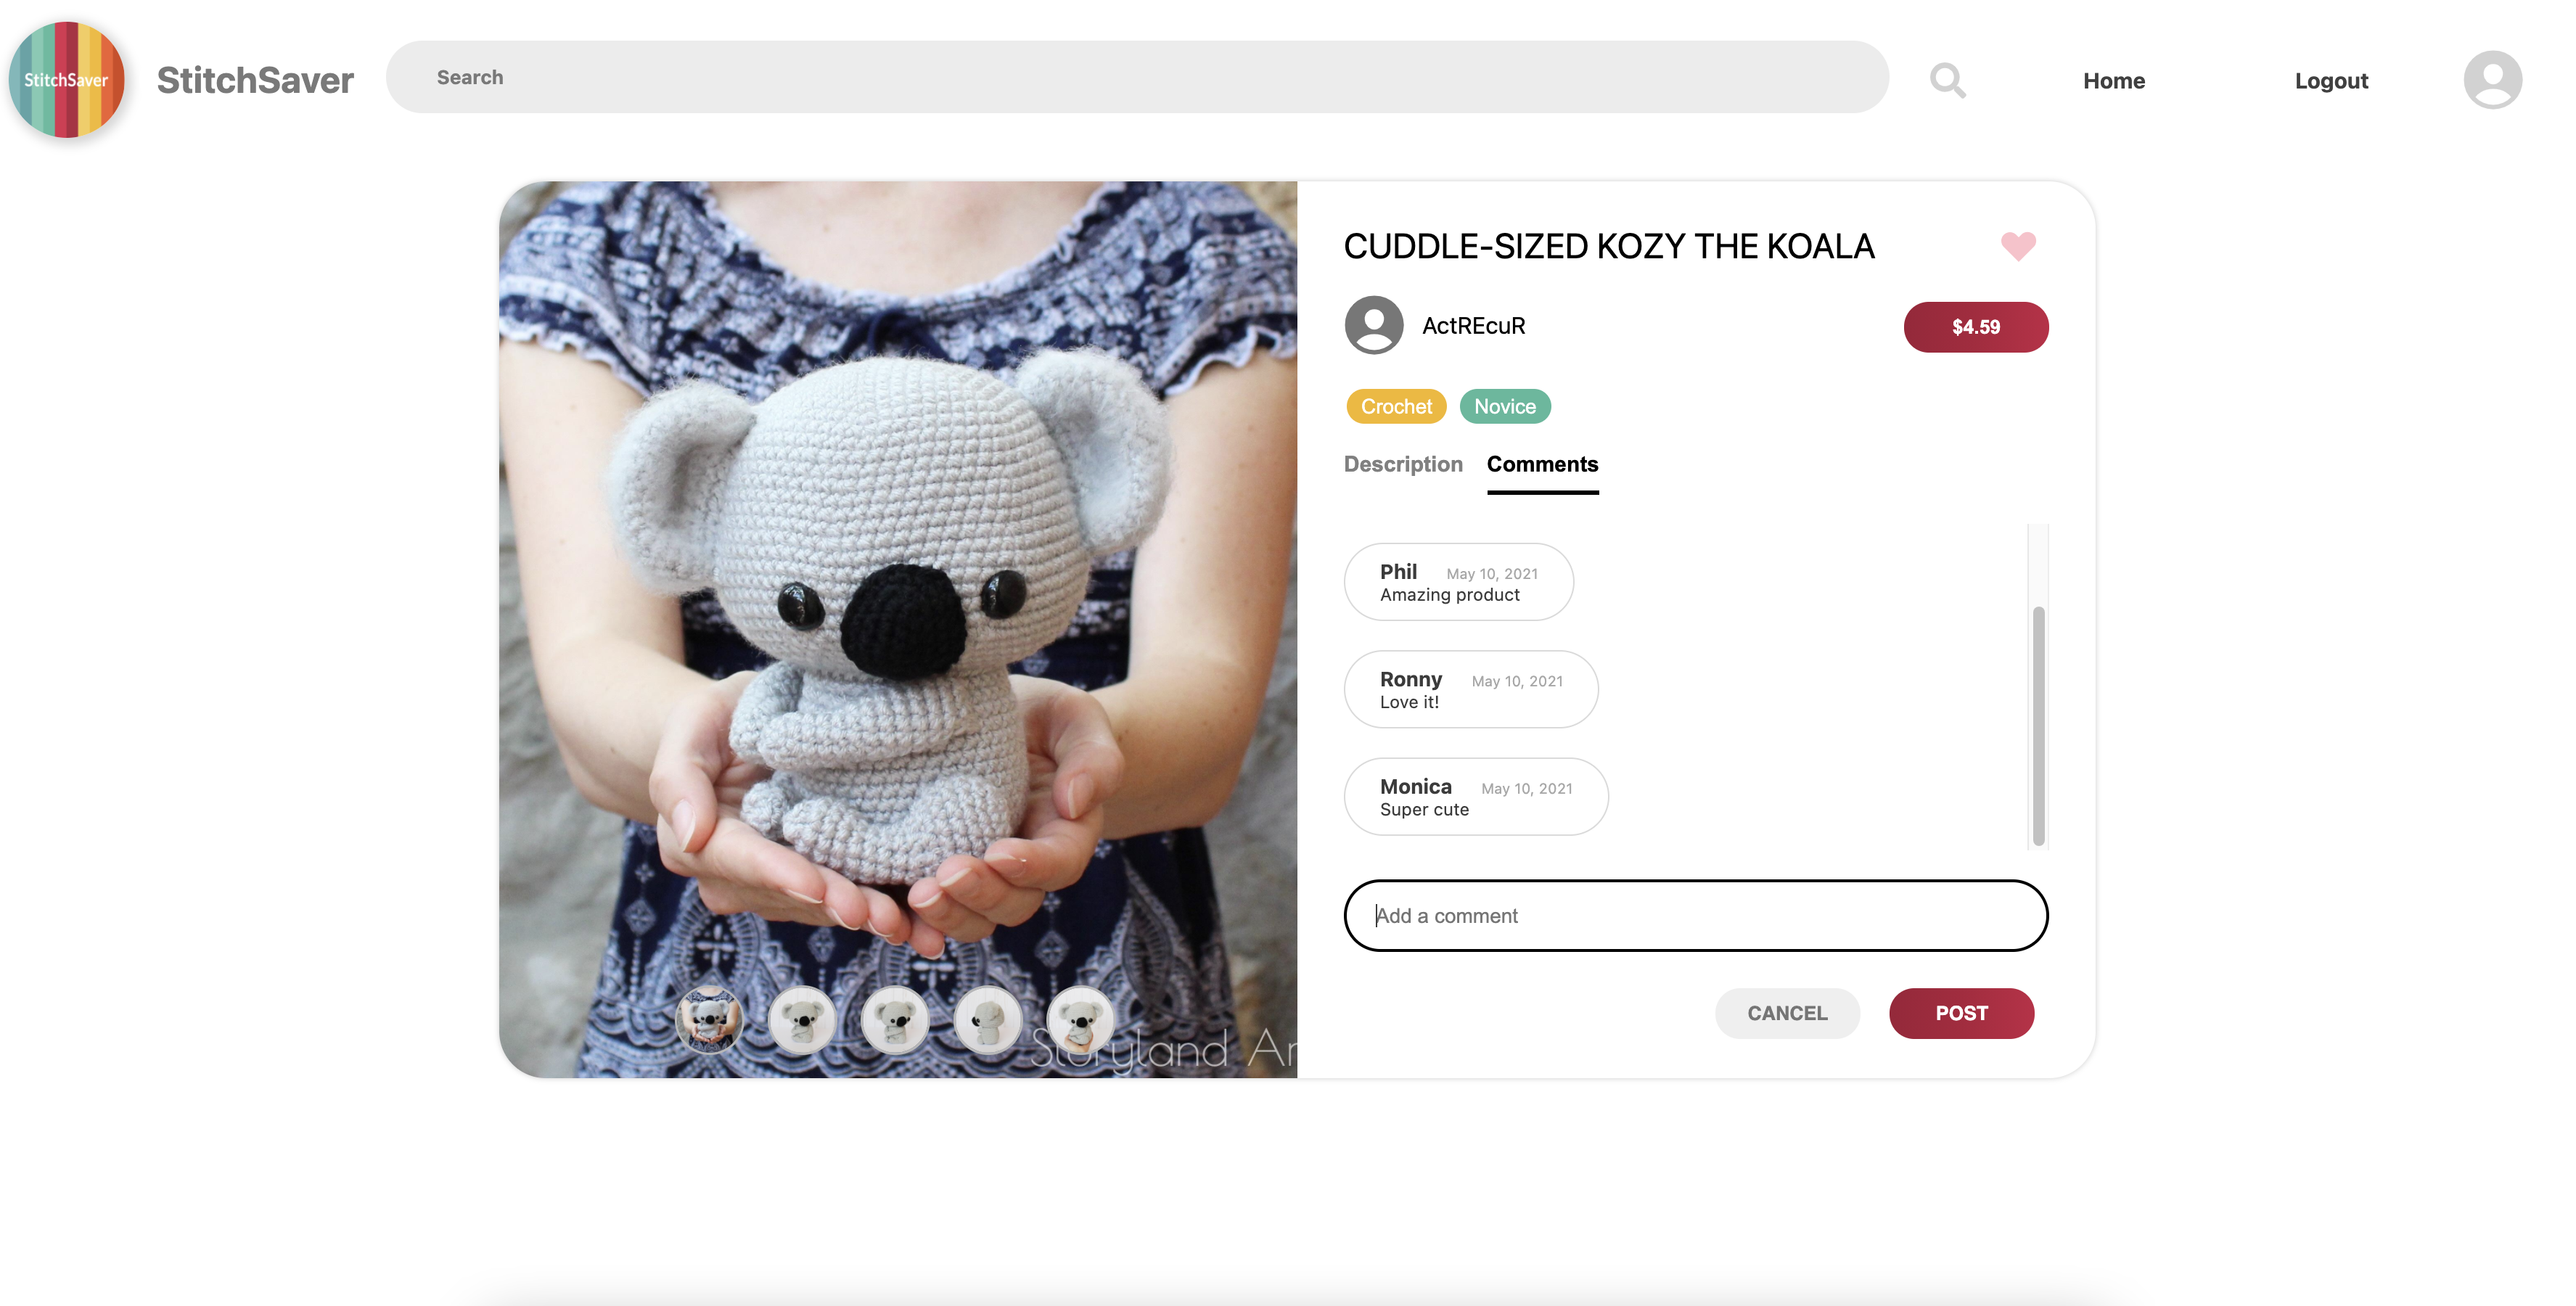 StitchSaver
StitchSaver
Search
Home
Logout
CUDDLE-SIZED KOZY THE KOALA
ActREcuR
$4.59
Crochet
Novice
Description
Comments
Phil
May 10, 2021
Amazing product
Ronny
May 10, 2021
Love it!
Monica
May 10, 2021
Super cute
Add a comment
CANCEL
POST
Storyland Ar